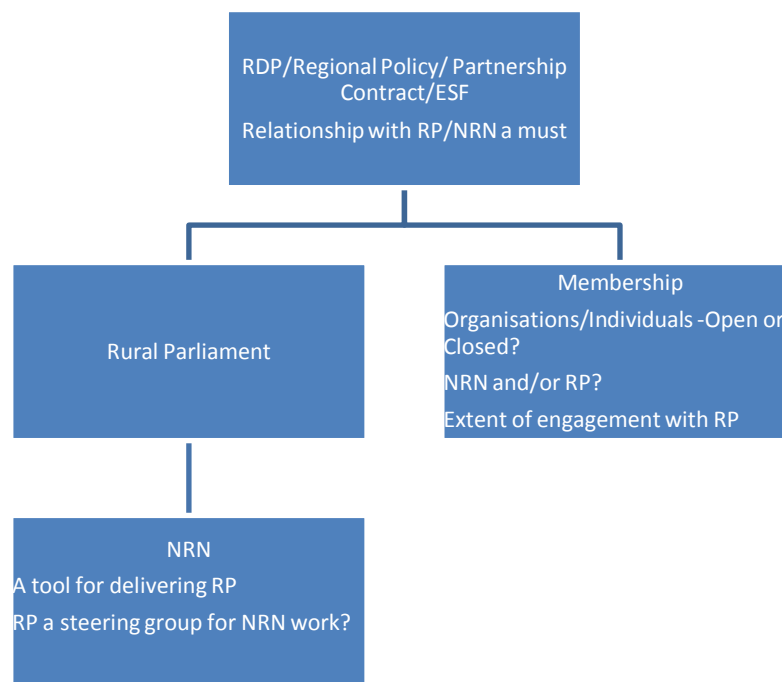 RDP/Regional Policy/ Partnership
Contract/ESF
Relationship with RP/NRN a must
Rural Parliament
Membership
Organisations/Individuals -Open or
Closed?
NRN and/or RP?
Extent of engagement with RP
NRN
A tool for delivering RP
RP a steering group for NRN work?